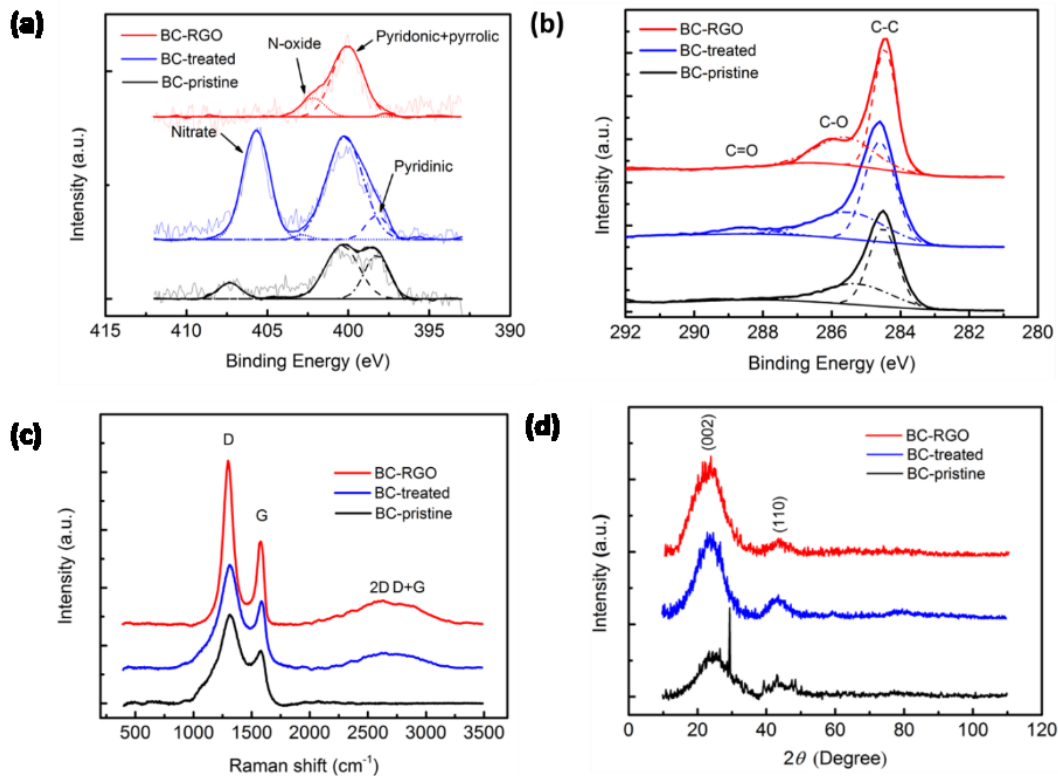 (a)
BC-RGO
BC-treated
BC-pristine
N-oxide
Pyridonic+pyrrolic
Nitrate
Pyridinic
Intensity (a.u.)
415 410 405 400 395 390
Binding Energy (eV)
(b)
BC-RGO
BC-treated
BC-pristine
C-C
C-O
C=O
Intensity (a.u.)
292 290 288 286 284 282 280
Binding Energy (eV)
(c)
D
G
BC-RGO
BC-treated
BC-pristine
2D D+G
Intensity (a.u.)
500 1000 1500 2000 2500 3000 3500
Raman shift (cm⁻¹)
(d)
(002)
(110)
BC-RGO
BC-treated
BC-pristine
Intensity (a.u.)
0 20 40 60 80 100 120
2θ (Degree)